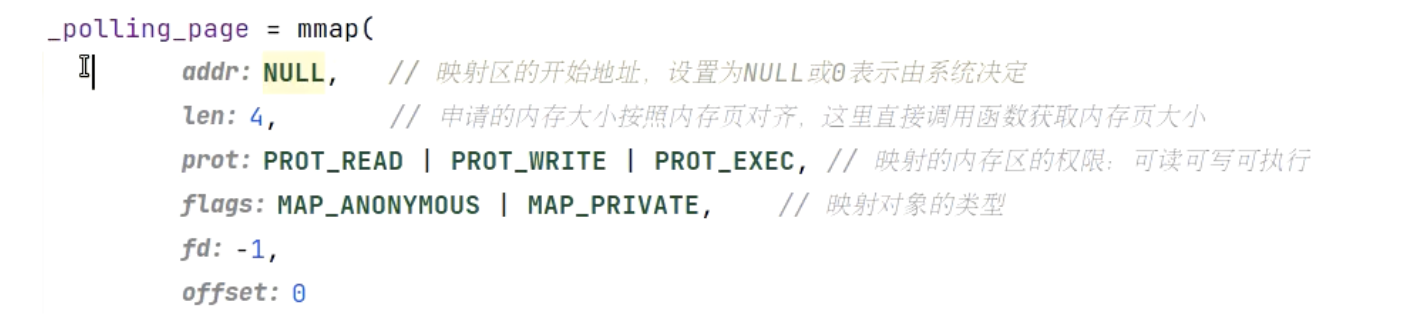 _polling_page = mmap(
addr: NULL, // 映射区的开始地址，设置为NULL或0表示由系统决定
len: 4, // 申请的内存大小按照内存页对齐，这里直接调用函数获取内存页大小
prot: PROT_READ | PROT_WRITE | PROT_EXEC, // 映射的内存区的权限：可读可写可执行
flags: MAP_ANONYMOUS | MAP_PRIVATE, // 映射对象的类型
fd: -1,
offset: 0